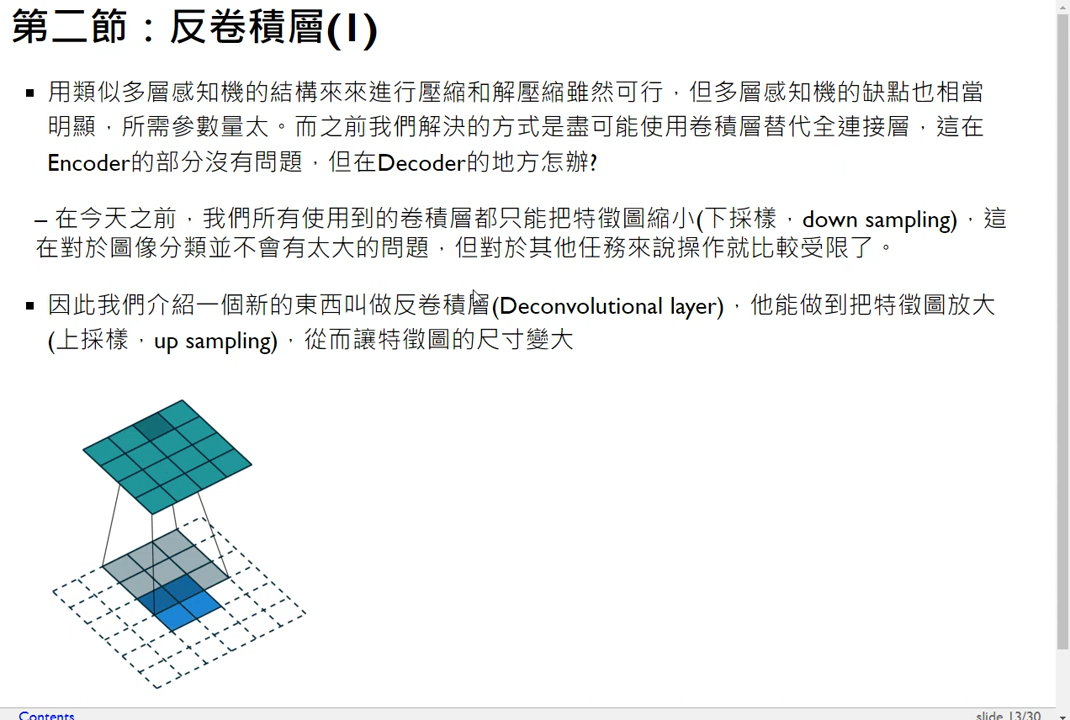 第二節：反卷積層(1)
▪ 用類似多層感知機的結構來來進行壓縮和解壓縮雖然可行，但多層感知機的缺點也相當
明顯，所需參數量太。而之前我們解決的方式是盡可能使用卷積層替代全連接層，這在
Encoder的部分沒有問題，但在Decoder的地方怎辦?
– 在今天之前，我們所有使用到的卷積層都只能把特徵圖縮小(下採樣，down sampling)，這
在對於圖像分類並不會有太大的問題，但對於其他任務來說操作就比較受限了。
▪ 因此我們介紹一個新的東西叫做反卷積層(Deconvolutional layer)，他能做到把特徵圖放大
(上採樣，up sampling)，從而讓特徵圖的尺寸變大
Contents
slide 13/30